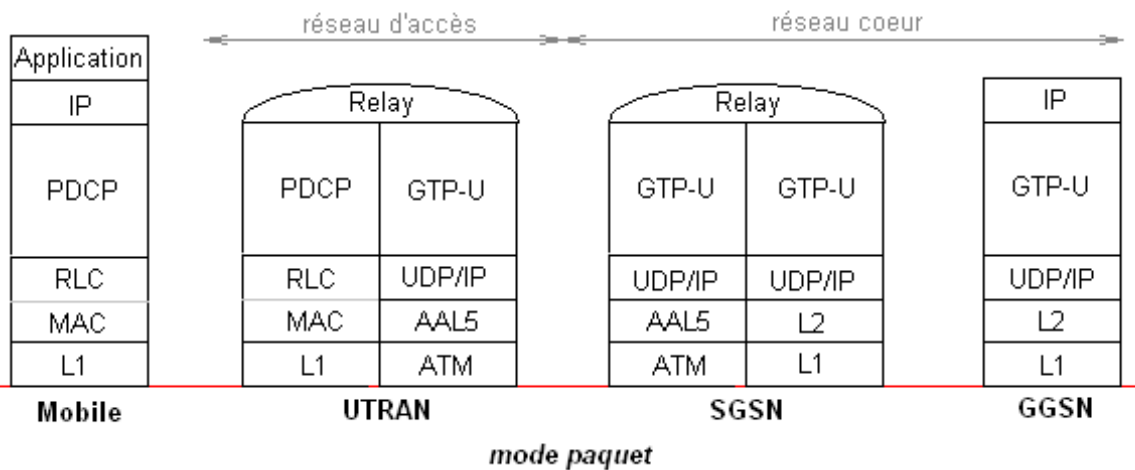 réseau d'accès réseau coeur
Application
IP Relay Relay IP
PDCP PDCP GTP-U GTP-U GTP-U GTP-U
RLC RLC UDP/IP UDP/IP UDP/IP UDP/IP
MAC MAC AAL5 AAL5 L2 L2
L1 L1 ATM ATM L1 L1
Mobile UTRAN SGSN GGSN
mode paquet